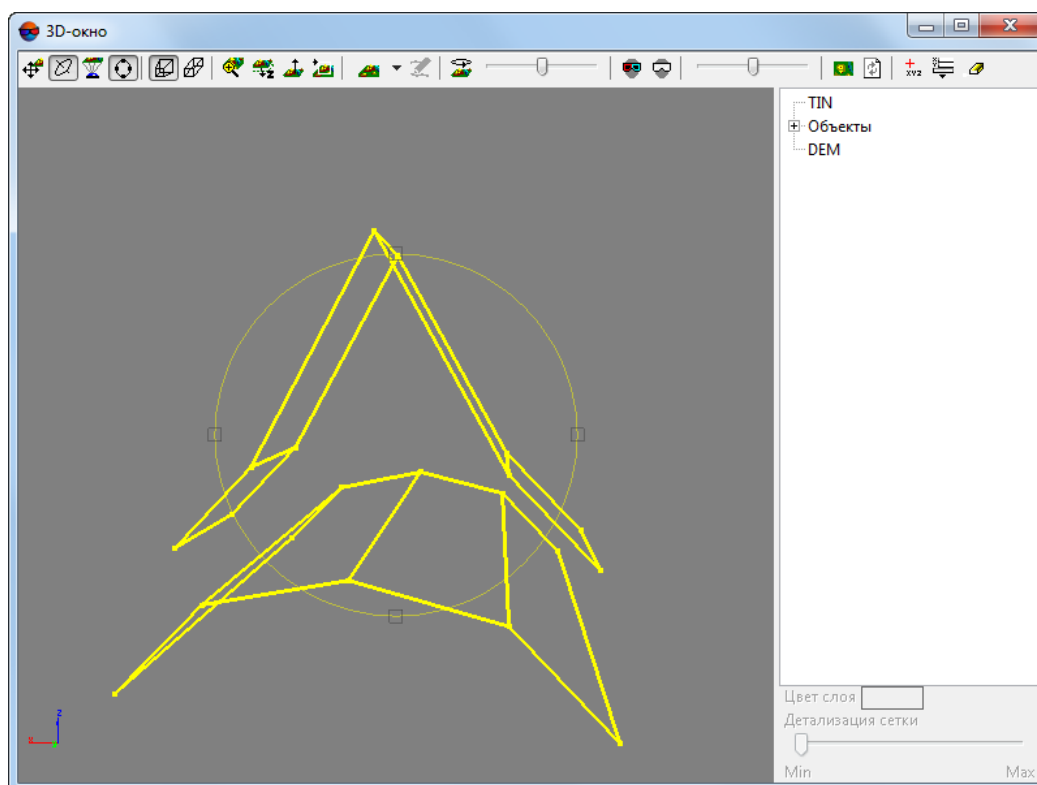 3D-окно
TIN
Объекты
DEM
Цвет слоя
Детализация сетки
Min Max
z
x